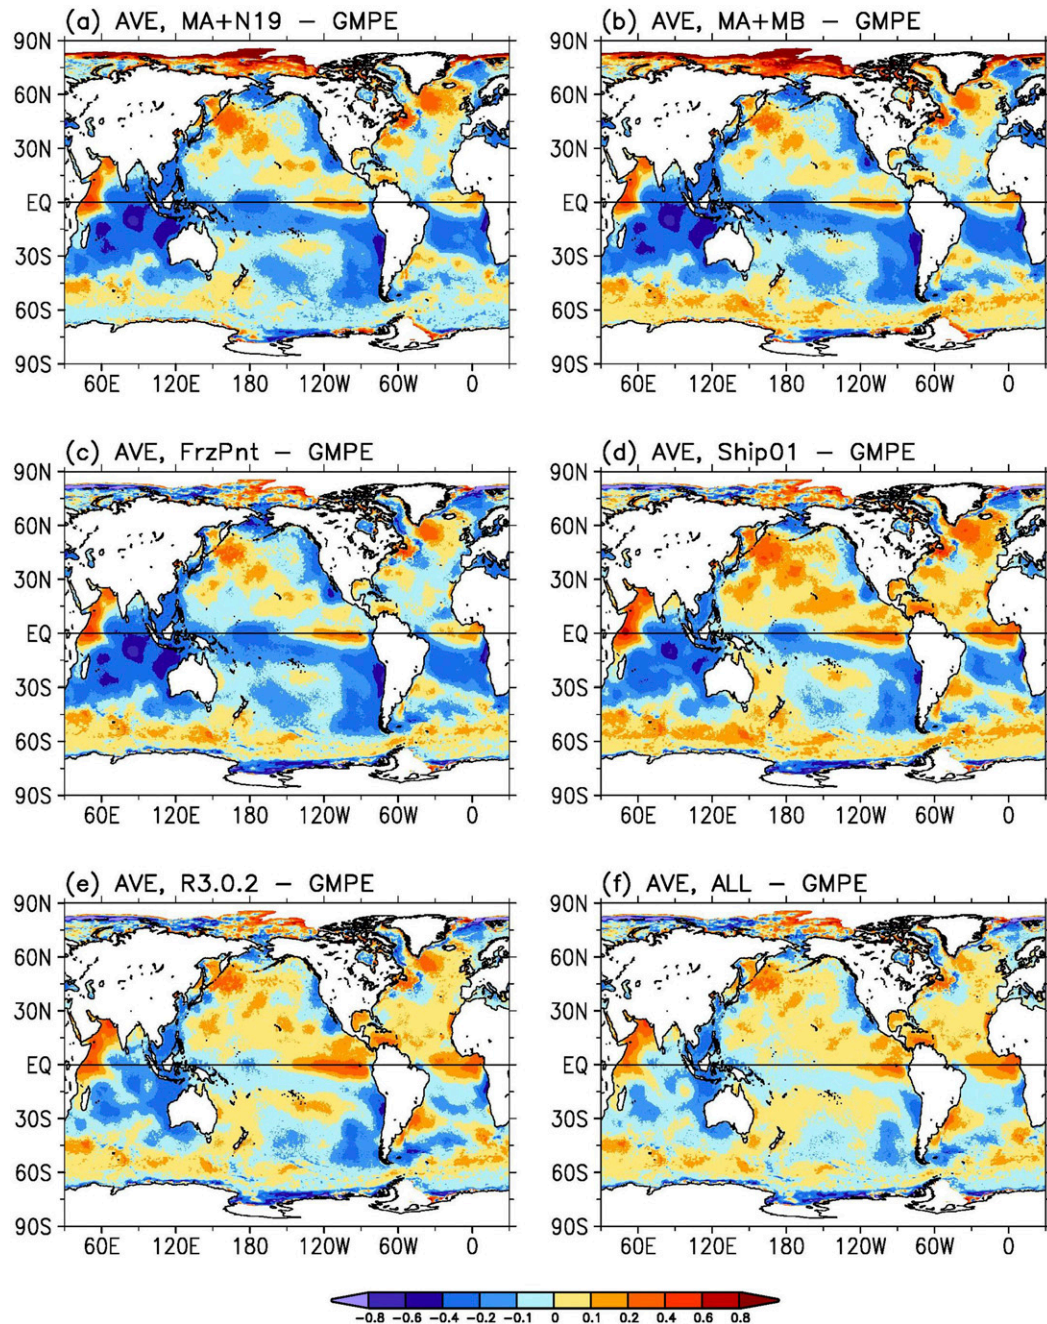 (a) AVE, MA+N19 – GMPE
(b) AVE, MA+MB – GMPE
90N
60N
30N
EQ
30S
60S
90S
60E 120E 180 120W 60W 0
90N
60N
30N
EQ
30S
60S
90S
60E 120E 180 120W 60W 0
(c) AVE, FrzPnt – GMPE
(d) AVE, Ship01 – GMPE
90N
60N
30N
EQ
30S
60S
90S
60E 120E 180 120W 60W 0
90N
60N
30N
EQ
30S
60S
90S
60E 120E 180 120W 60W 0
(e) AVE, R3.0.2 – GMPE
(f) AVE, ALL – GMPE
90N
60N
30N
EQ
30S
60S
90S
60E 120E 180 120W 60W 0
90N
60N
30N
EQ
30S
60S
90S
60E 120E 180 120W 60W 0
-0.8 -0.6 -0.4 -0.2 -0.1 0 0.1 0.2 0.4 0.6 0.8